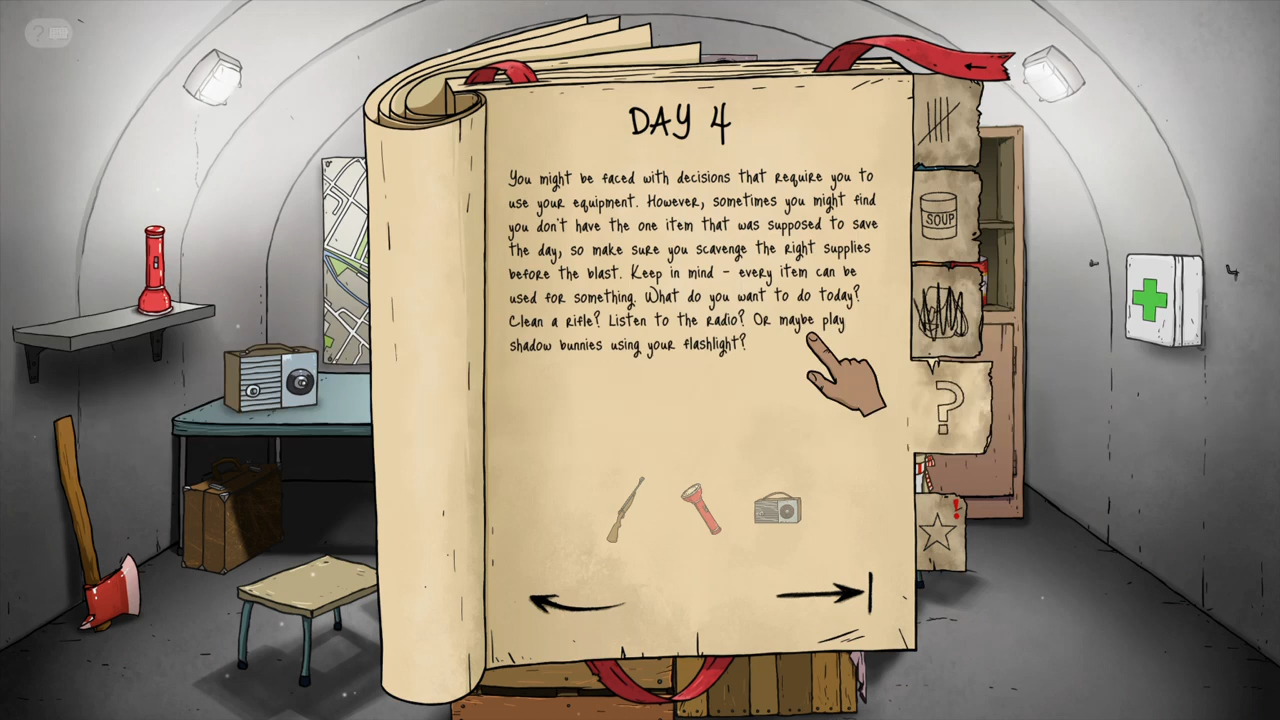 DAY 4
You might be faced with decisions that require you to
use your equipment. However, sometimes you might find
you don't have the one item that was supposed to save
the day, so make sure you scavenge the right supplies
before the blast. Keep in mind - every item can be
used for something. What do you want to do today?
Clean a rifle? Listen to the radio? Or maybe play
shadow bunnies using your flashlight?
SOUP
?
!
?